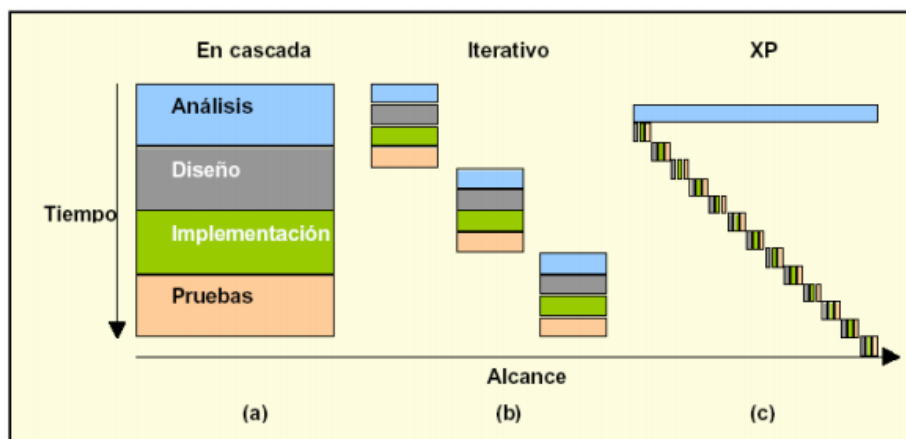 En cascada Iterativo XP
Análisis
Diseño
Tiempo
Implementación
Pruebas
Alcance
(a) (b) (c)